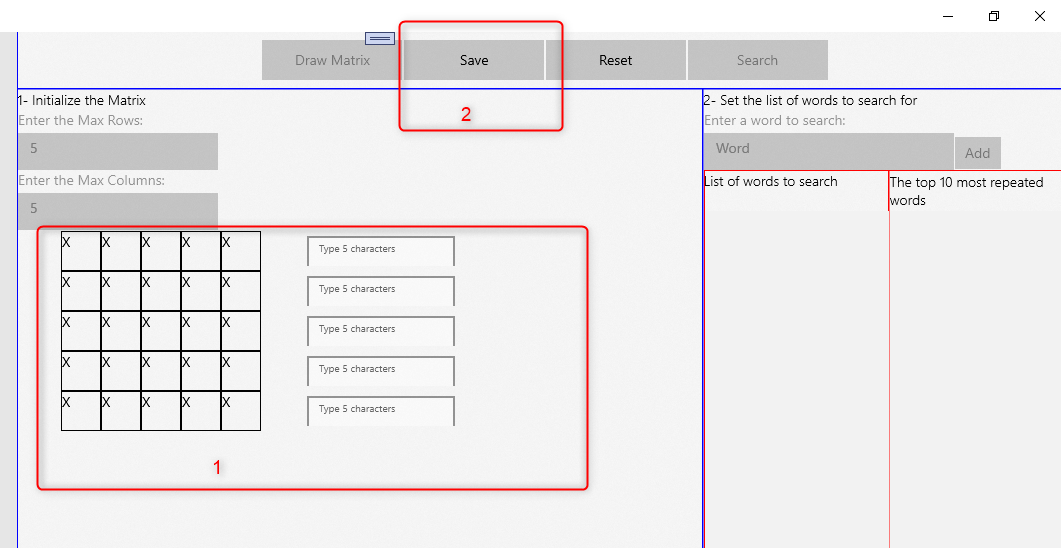 Draw Matrix Save Reset Search
2
1- Initialize the Matrix
Enter the Max Rows:
5
Enter the Max Columns:
5
X X X X X Type 5 characters
X X X X X Type 5 characters
X X X X X Type 5 characters
X X X X X Type 5 characters
X X X X X Type 5 characters
1
2- Set the list of words to search for
Enter a word to search:
Word Add
List of words to search
The top 10 most repeated
words